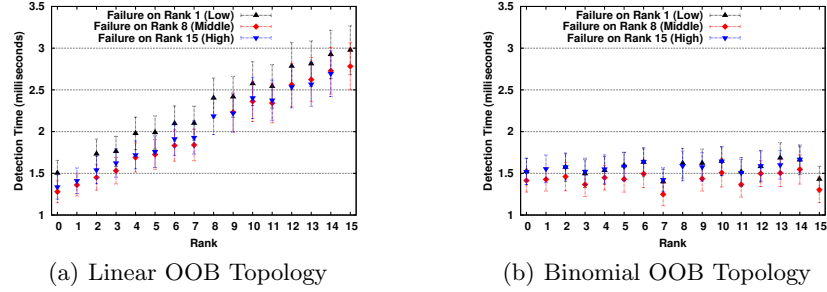 Failure on Rank 1 (Low)
Failure on Rank 8 (Middle)
Failure on Rank 15 (High)
3.5
3
2.5
2
1.5
1
Detection Time (milliseconds)
0 1 2 3 4 5 6 7 8 9 10 11 12 13 14 15
Rank
(a) Linear OOB Topology
Failure on Rank 1 (Low)
Failure on Rank 8 (Middle)
Failure on Rank 15 (High)
3.5
3
2.5
2
1.5
1
Detection Time (milliseconds)
0 1 2 3 4 5 6 7 8 9 10 11 12 13 14 15
Rank
(b) Binomial OOB Topology